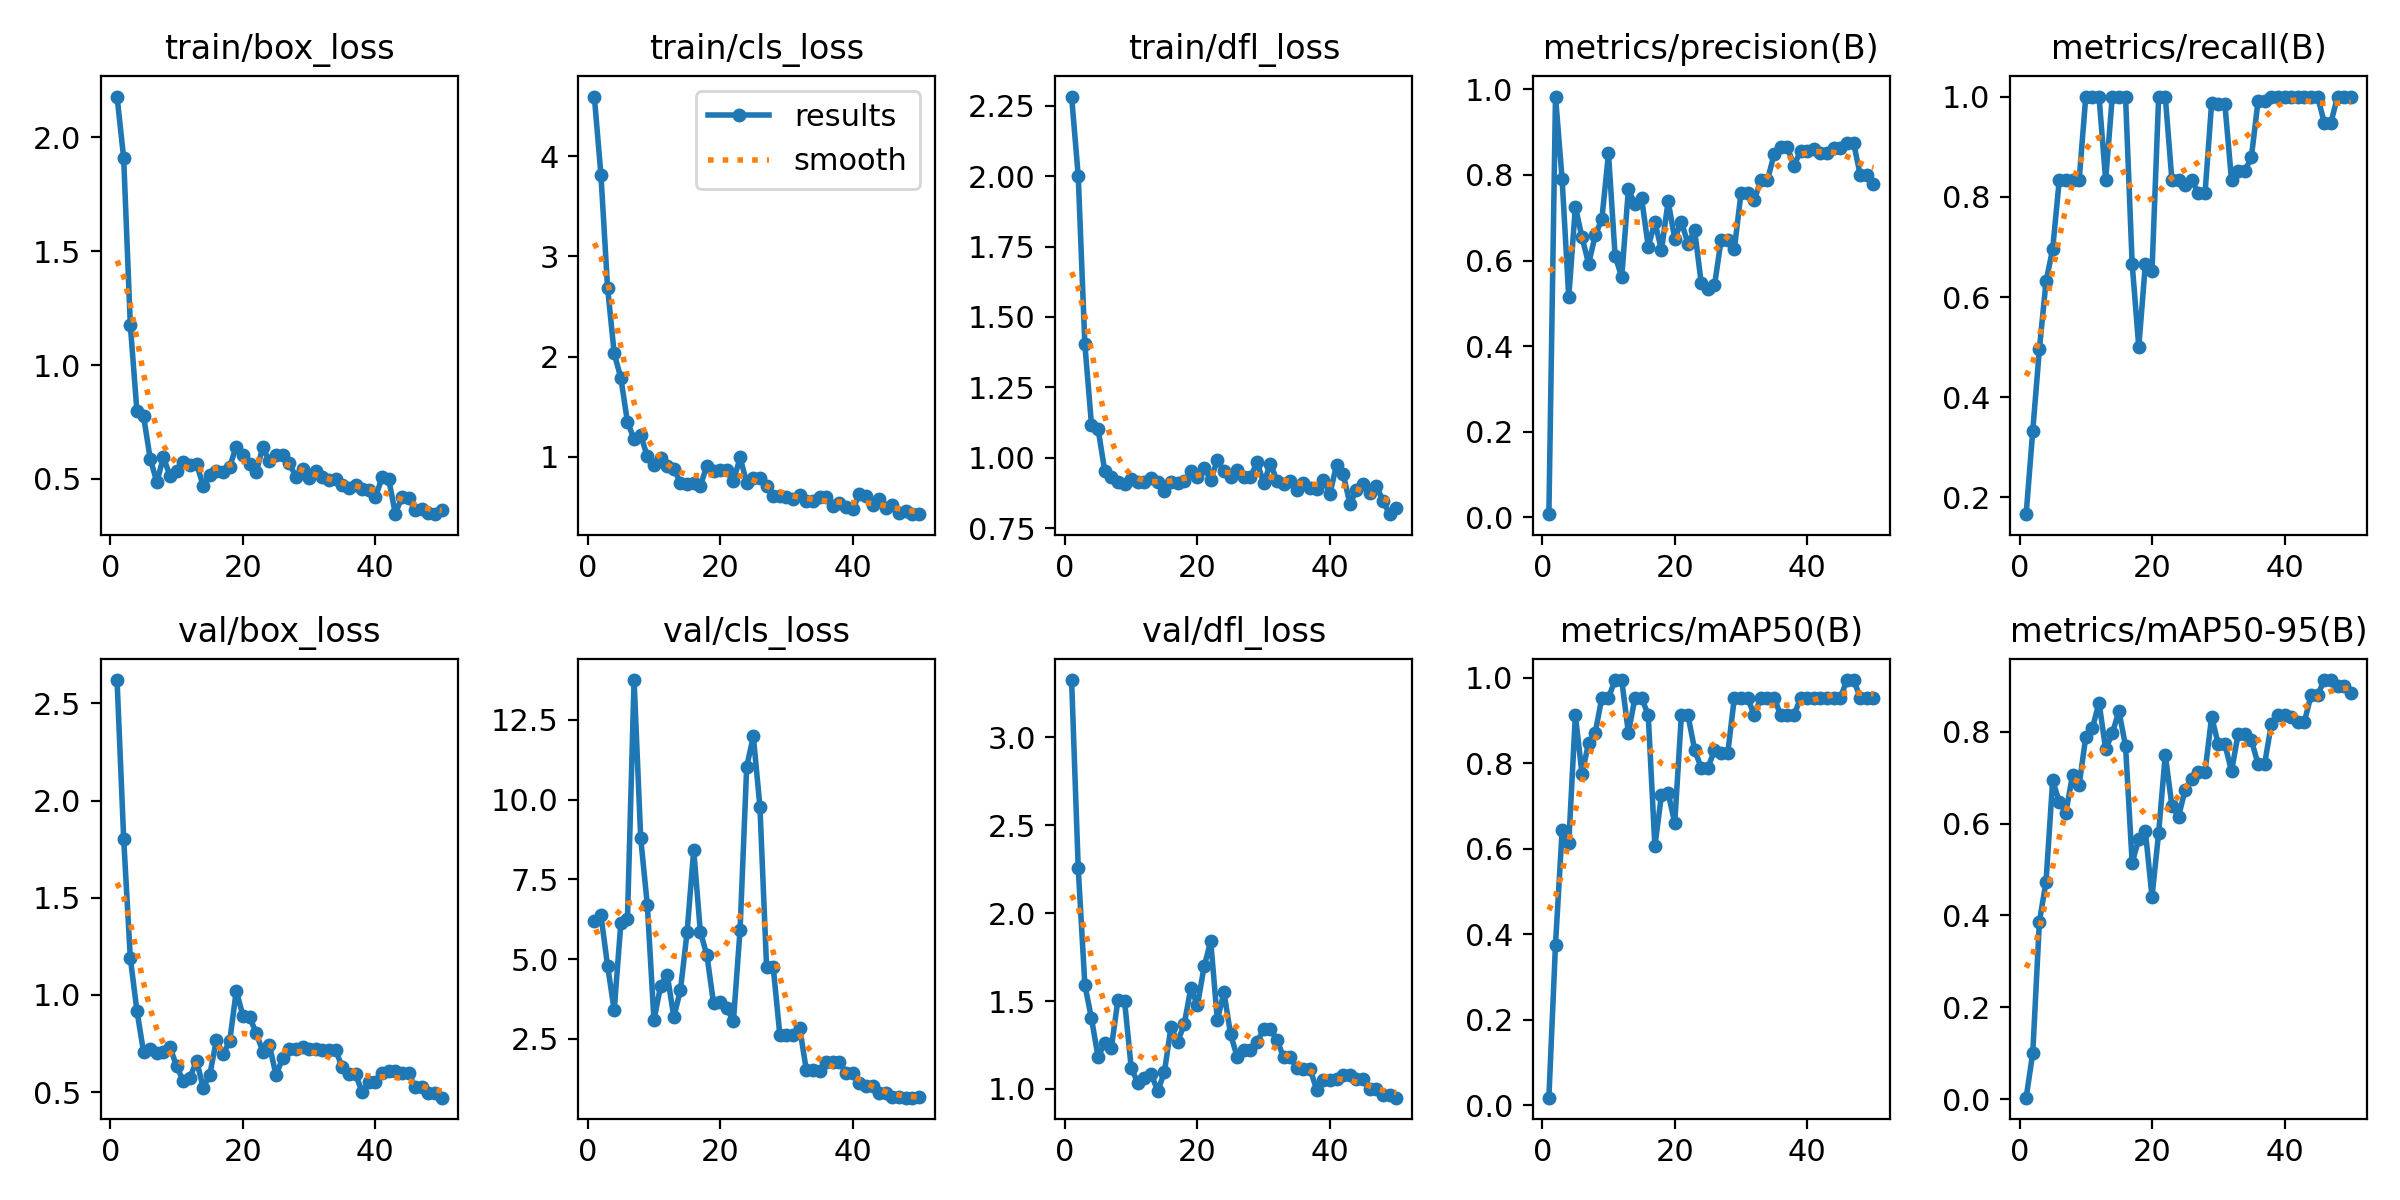 train/box_loss
2.0
1.5
1.0
0.5
0 20 40
train/cls_loss
results
smooth
4
3
2
1
0 20 40
train/dfl_loss
2.25
2.00
1.75
1.50
1.25
1.00
0.75
0 20 40
metrics/precision(B)
1.0
0.8
0.6
0.4
0.2
0.0
0 20 40
metrics/recall(B)
1.0
0.8
0.6
0.4
0.2
0 20 40
val/box_loss
2.5
2.0
1.5
1.0
0.5
0 20 40
val/cls_loss
12.5
10.0
7.5
5.0
2.5
0 20 40
val/dfl_loss
3.0
2.5
2.0
1.5
1.0
0 20 40
metrics/mAP50(B)
1.0
0.8
0.6
0.4
0.2
0.0
0 20 40
metrics/mAP50-95(B)
0.8
0.6
0.4
0.2
0.0
0 20 40